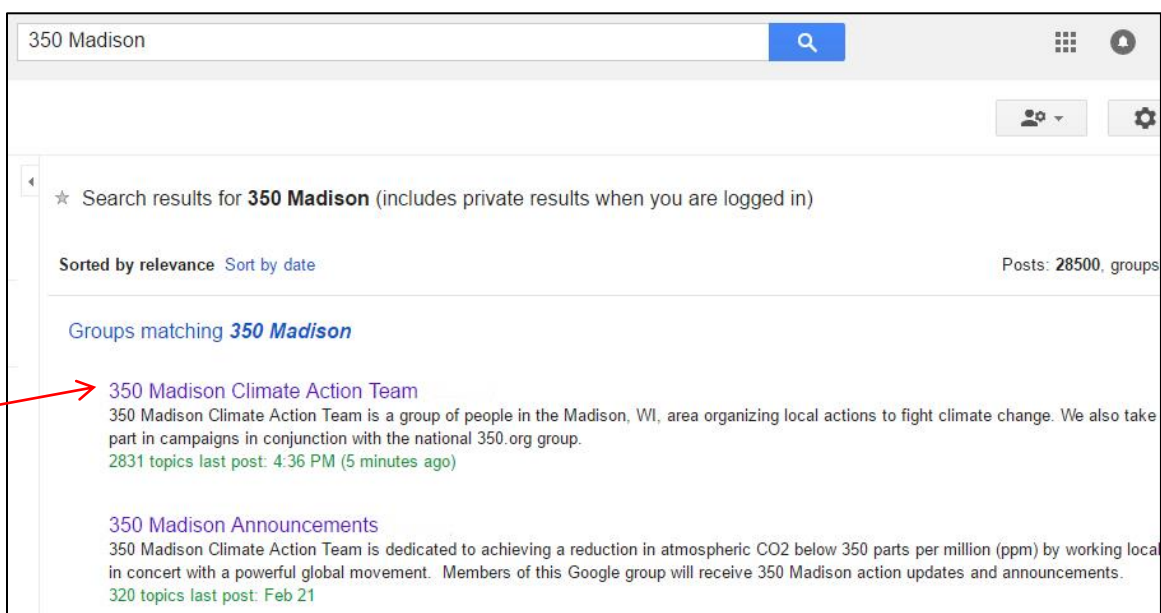 350 Madison
Search results for 350 Madison (includes private results when you are logged in)
Sorted by relevance Sort by date
Posts: 28500, groups
Groups matching 350 Madison
350 Madison Climate Action Team
350 Madison Climate Action Team is a group of people in the Madison, WI, area organizing local actions to fight climate change. We also take
part in campaigns in conjunction with the national 350.org group.
2831 topics last post: 4:36 PM (5 minutes ago)
350 Madison Announcements
350 Madison Climate Action Team is dedicated to achieving a reduction in atmospheric CO2 below 350 parts per million (ppm) by working local
in concert with a powerful global movement. Members of this Google group will receive 350 Madison action updates and announcements.
320 topics last post: Feb 21